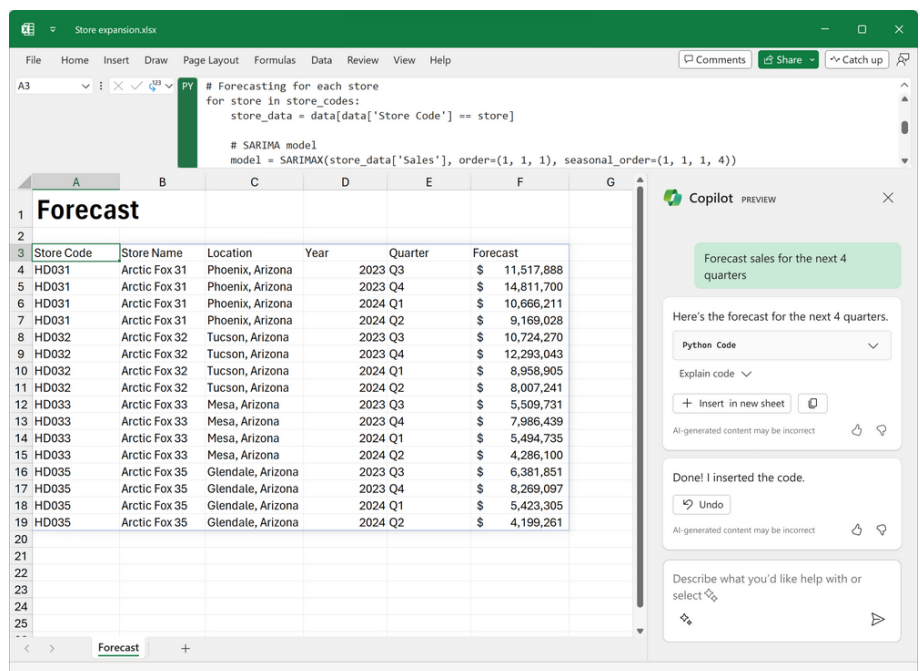 Store expansion.xlsx
File Home Insert Draw Page Layout Formulas Data Review View Help Comments Share Catch up
A3 PY # Forecasting for each store
for store in store_codes:
store_data = data[data['Store Code'] == store]
# SARIMA model
model = SARIMAX(store_data['Sales'], order=(1, 1, 1), seasonal_order=(1, 1, 1, 4))
A B C D E F G
1 Forecast
2
3 Store Code Store Name Location Year Quarter Forecast
4 HD031 Arctic Fox 31 Phoenix, Arizona 2023 Q3 $ 11,517,888
5 HD031 Arctic Fox 31 Phoenix, Arizona 2023 Q4 $ 14,811,700
6 HD031 Arctic Fox 31 Phoenix, Arizona 2024 Q1 $ 10,666,211
7 HD031 Arctic Fox 31 Phoenix, Arizona 2024 Q2 $ 9,169,028
8 HD032 Arctic Fox 32 Tucson, Arizona 2023 Q3 $ 10,724,270
9 HD032 Arctic Fox 32 Tucson, Arizona 2023 Q4 $ 12,293,043
10 HD032 Arctic Fox 32 Tucson, Arizona 2024 Q1 $ 8,958,905
11 HD032 Arctic Fox 32 Tucson, Arizona 2024 Q2 $ 8,007,241
12 HD033 Arctic Fox 33 Mesa, Arizona 2023 Q3 $ 5,509,731
13 HD033 Arctic Fox 33 Mesa, Arizona 2023 Q4 $ 7,986,439
14 HD033 Arctic Fox 33 Mesa, Arizona 2024 Q1 $ 5,494,735
15 HD033 Arctic Fox 33 Mesa, Arizona 2024 Q2 $ 4,286,100
16 HD035 Arctic Fox 35 Glendale, Arizona 2023 Q3 $ 6,381,851
17 HD035 Arctic Fox 35 Glendale, Arizona 2023 Q4 $ 8,269,097
18 HD035 Arctic Fox 35 Glendale, Arizona 2024 Q1 $ 5,423,305
19 HD035 Arctic Fox 35 Glendale, Arizona 2024 Q2 $ 4,199,261
20
21
22
23
24
25
Forecast
Copilot PREVIEW
Forecast sales for the next 4
quarters
Here's the forecast for the next 4 quarters.
Python Code
Explain code
+ Insert in new sheet
AI-generated content may be incorrect
Done! I inserted the code.
Undo
AI-generated content may be incorrect
Describe what you'd like help with or
select